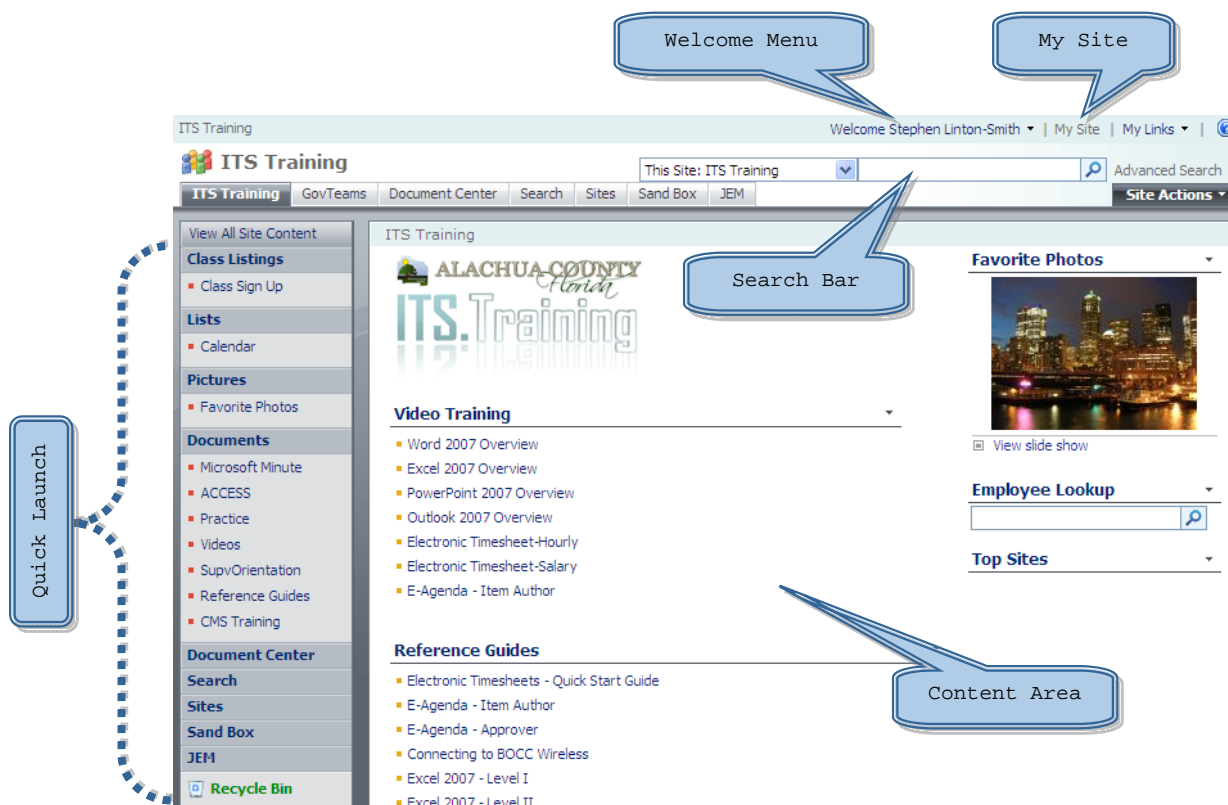 Welcome Menu
My Site
ITS Training
Welcome Stephen Linton-Smith | My Site | My Links |
ITS Training
This Site: ITS Training
Advanced Search
ITS Training GovTeams Document Center Search Sites Sand Box JEM
Site Actions
Search Bar
Quick Launch
View All Site Content
Class Listings
Class Sign Up
Lists
Calendar
Pictures
Favorite Photos
Documents
Microsoft Minute
ACCESS
Practice
Videos
SupvOrientation
Reference Guides
CMS Training
Document Center
Search
Sites
Sand Box
JEM
Recycle Bin
ITS Training
ALACHUA COUNTY
Florida
ITS.Training
Video Training
Word 2007 Overview
Excel 2007 Overview
PowerPoint 2007 Overview
Outlook 2007 Overview
Electronic Timesheet-Hourly
Electronic Timesheet-Salary
E-Agenda - Item Author
Reference Guides
Electronic Timesheets - Quick Start Guide
E-Agenda - Item Author
E-Agenda - Approver
Connecting to BOCC Wireless
Excel 2007 - Level I
Excel 2007 - Level II
Favorite Photos
View slide show
Employee Lookup
Top Sites
Content Area